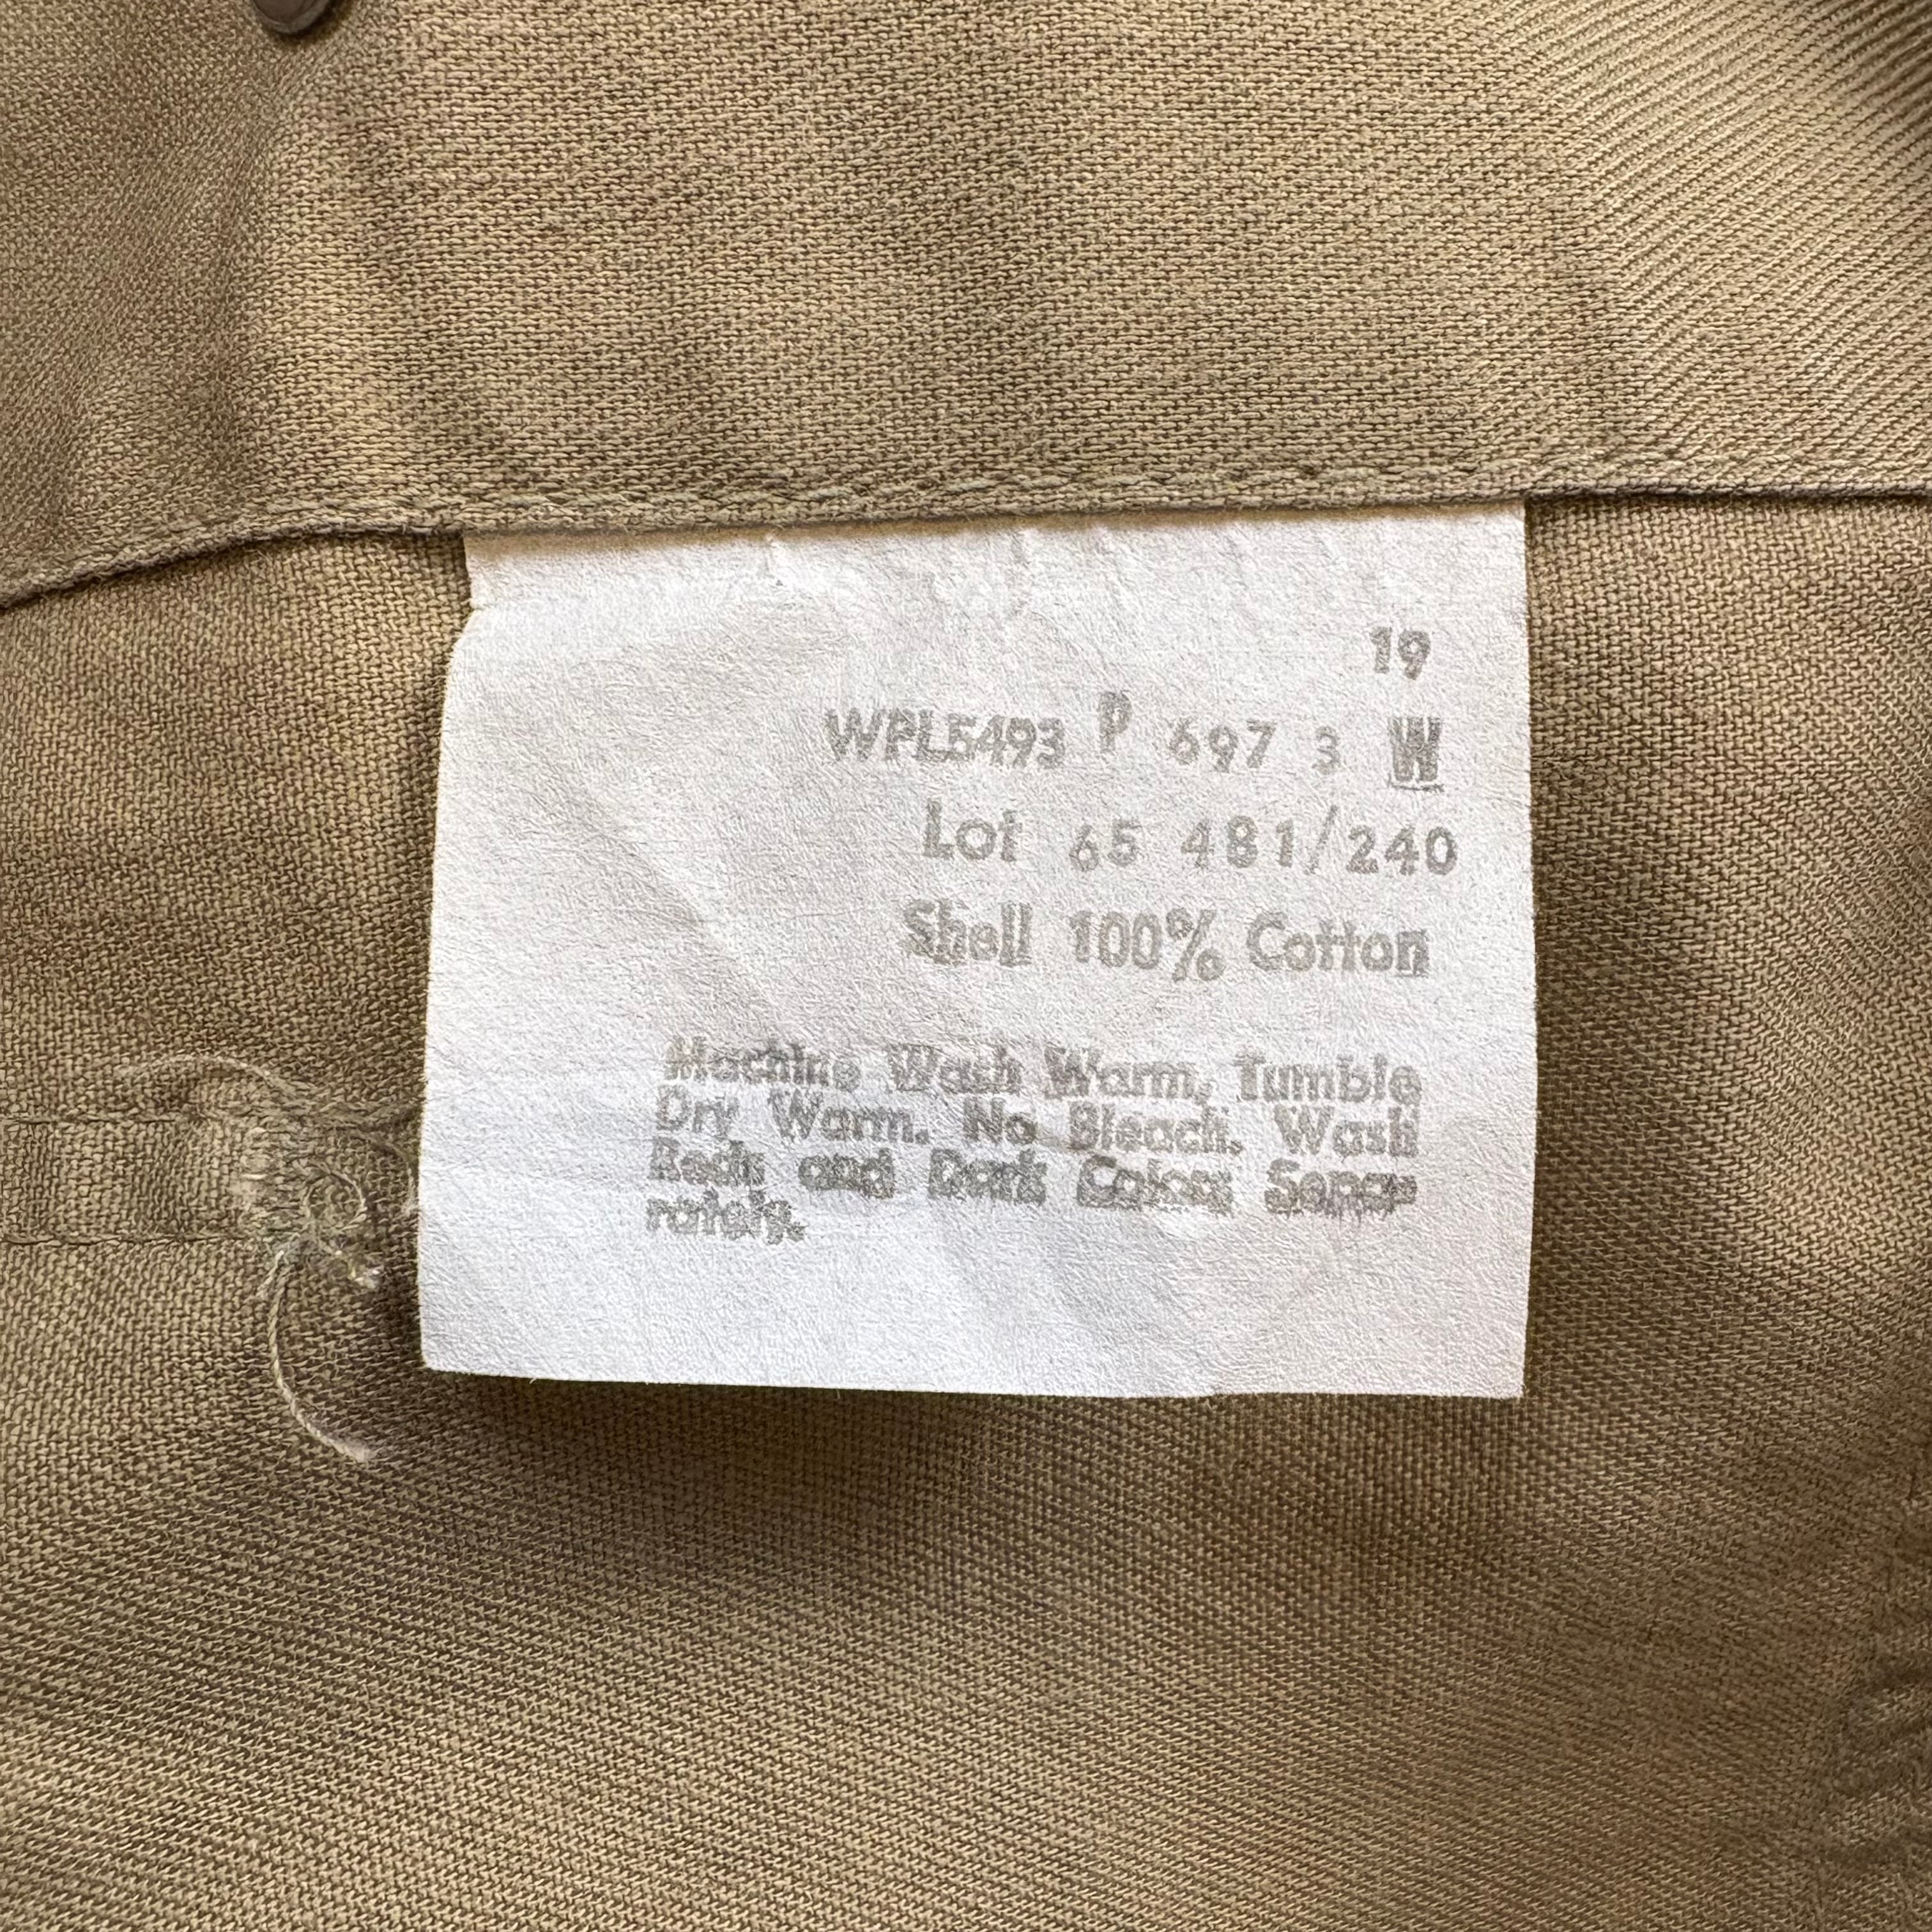 19
WPL5493 P 697 3 W
Lot 65 481/240
Shell 100% Cotton
Machine Wash Warm, Tumble
Dry Warm. No Bleach. Wash
Reds and Dark Colors Sepa-
rately.